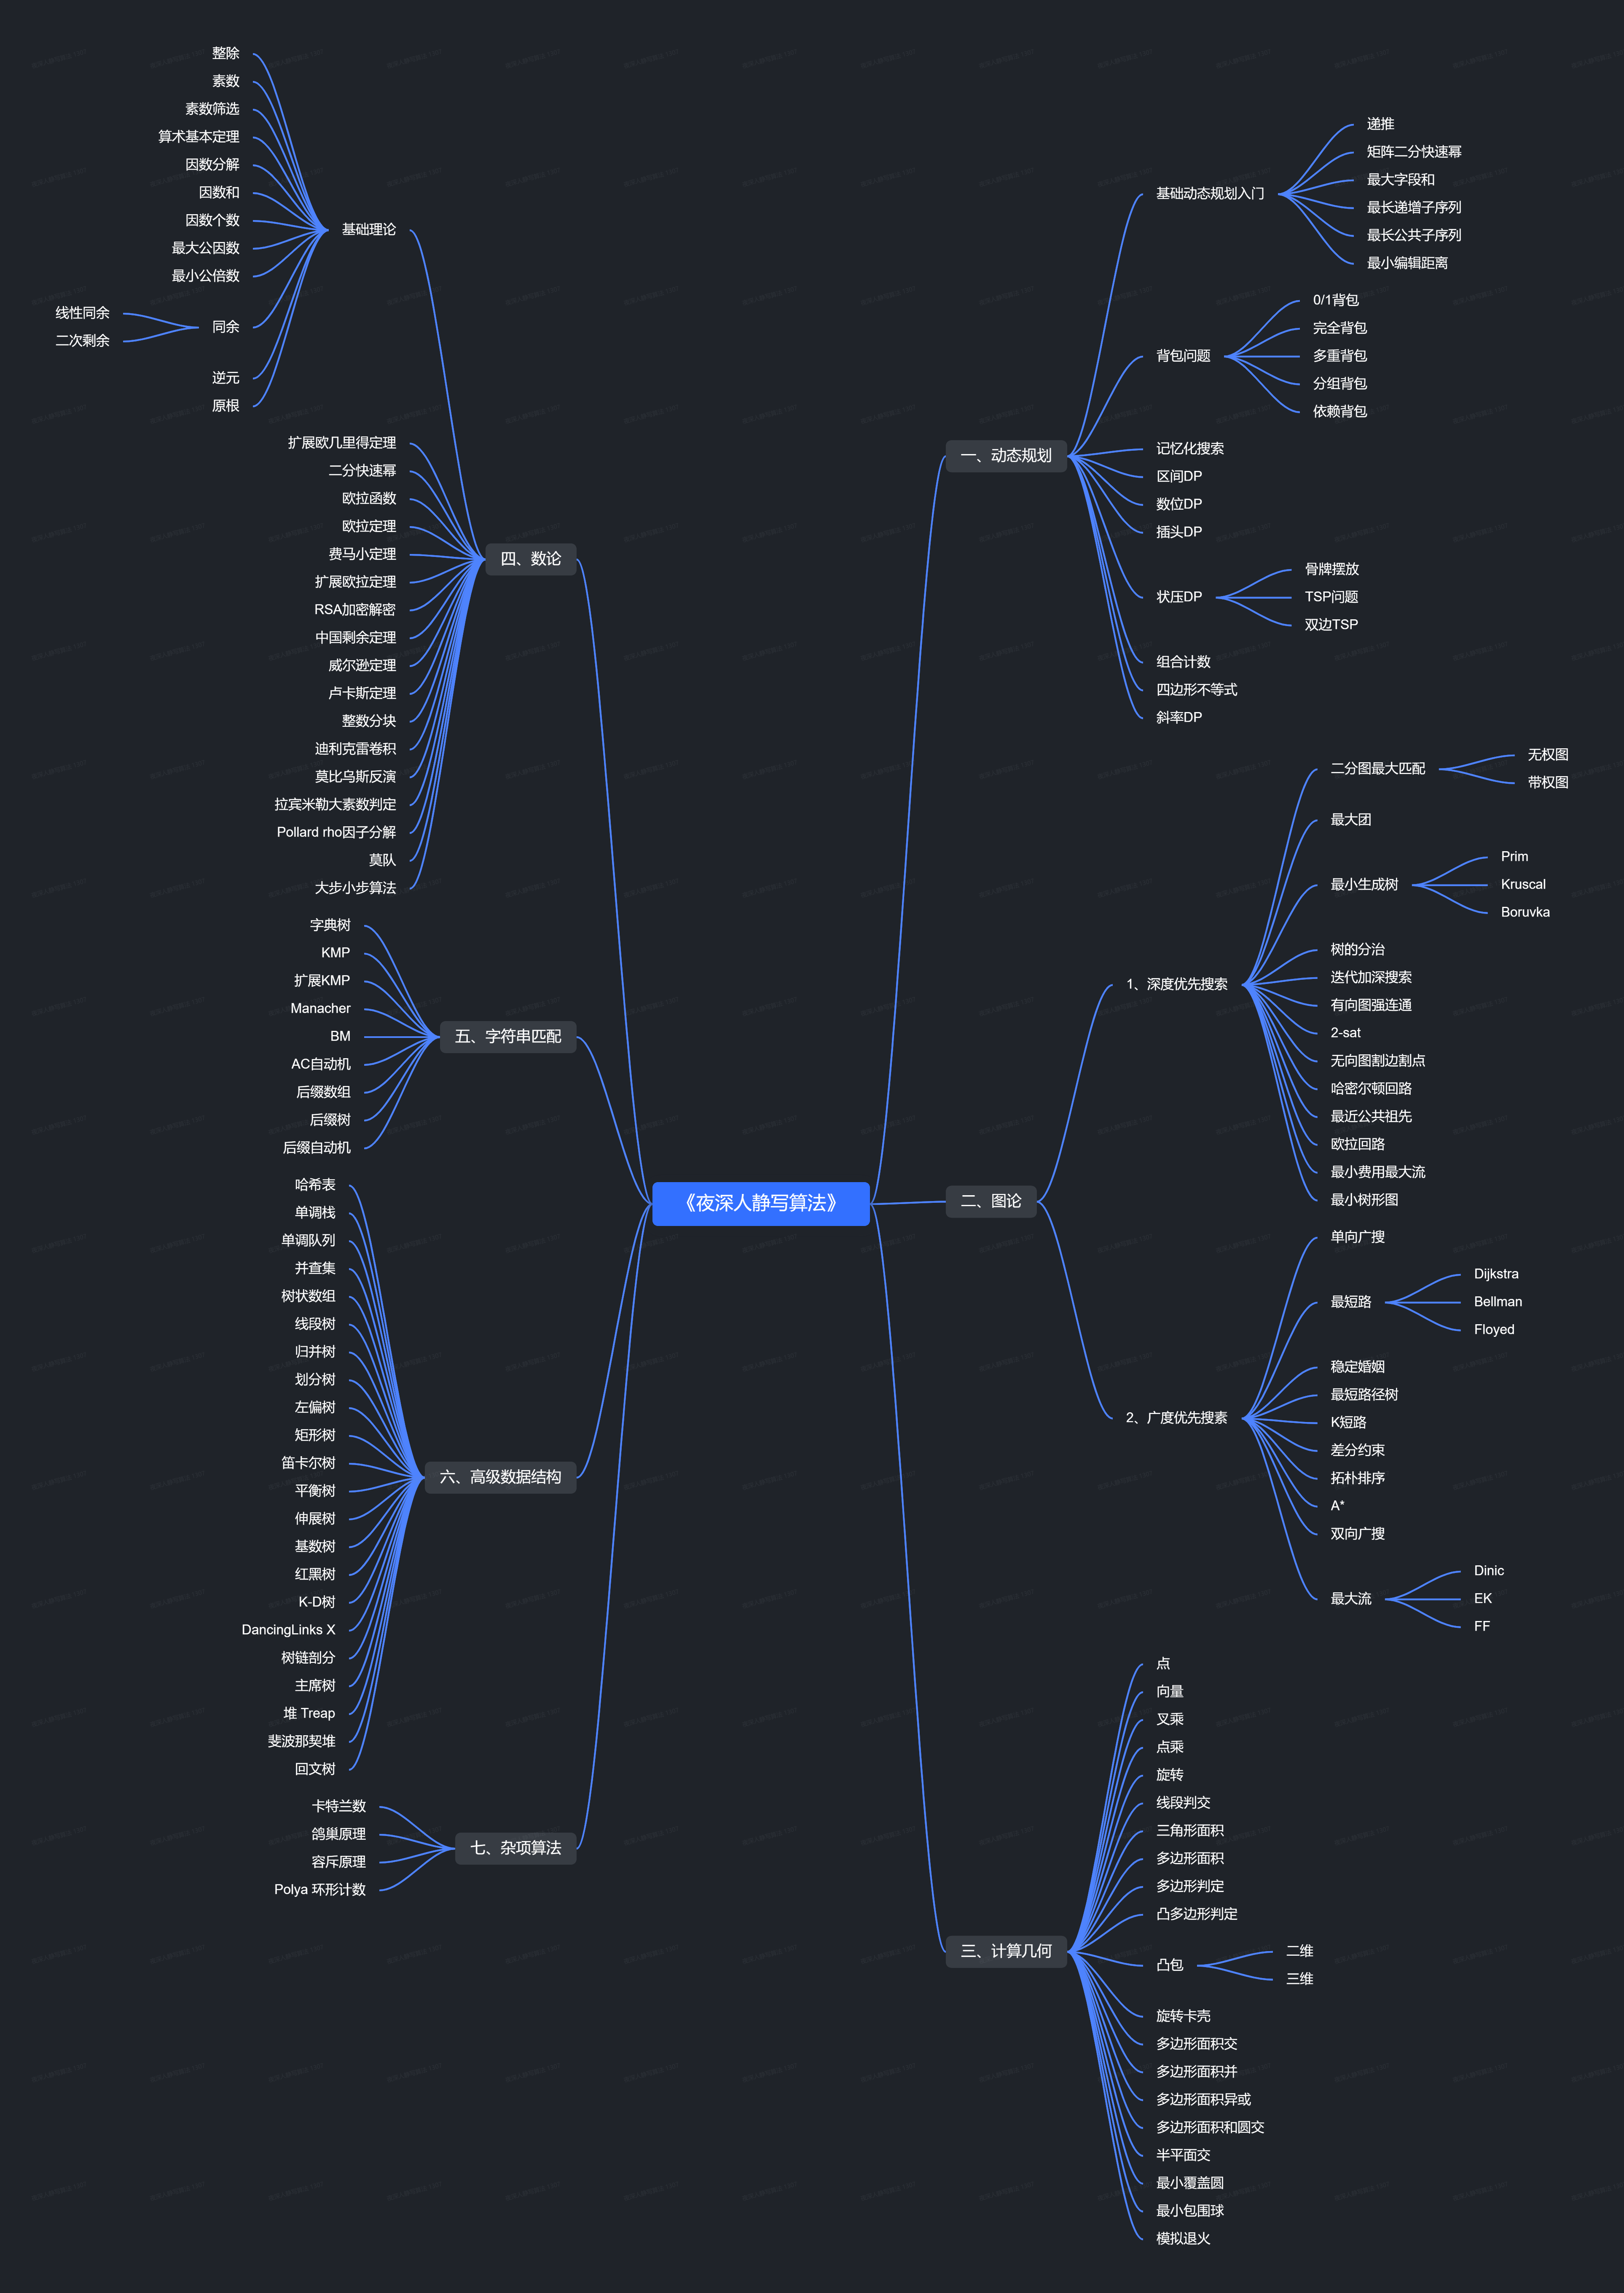 《夜深人静写算法》
一、动态规划
基础动态规划入门
递推
矩阵二分快速幂
最大字段和
最长递增子序列
最长公共子序列
最小编辑距离
背包问题
0/1背包
完全背包
多重背包
分组背包
依赖背包
记忆化搜索
区间DP
数位DP
插头DP
状压DP
骨牌摆放
TSP问题
双边TSP
组合计数
四边形不等式
斜率DP
二、图论
1、深度优先搜索
二分图最大匹配
无权图
带权图
最大团
最小生成树
Prim
Kruscal
Boruvka
树的分治
迭代加深搜索
有向图强连通
2-sat
无向图割边割点
哈密尔顿回路
最近公共祖先
欧拉回路
最小费用最大流
最小树形图
2、广度优先搜素
单向广搜
最短路
Dijkstra
Bellman
Floyed
稳定婚姻
最短路径树
K短路
差分约束
拓朴排序
A*
双向广搜
最大流
Dinic
EK
FF
三、计算几何
点
向量
叉乘
点乘
旋转
线段判交
三角形面积
多边形面积
多边形判定
凸多边形判定
凸包
二维
三维
旋转卡壳
多边形面积交
多边形面积并
多边形面积异或
多边形面积和圆交
半平面交
最小覆盖圆
最小包围球
模拟退火
四、数论
基础理论
整除
素数
素数筛选
算术基本定理
因数分解
因数和
因数个数
最大公因数
最小公倍数
同余
线性同余
二次剩余
逆元
原根
扩展欧几里得定理
二分快速幂
欧拉函数
欧拉定理
费马小定理
扩展欧拉定理
RSA加密解密
中国剩余定理
威尔逊定理
卢卡斯定理
整数分块
迪利克雷卷积
莫比乌斯反演
拉宾米勒大素数判定
Pollard rho因子分解
莫队
大步小步算法
五、字符串匹配
字典树
KMP
扩展KMP
Manacher
BM
AC自动机
后缀数组
后缀树
后缀自动机
六、高级数据结构
哈希表
单调栈
单调队列
并查集
树状数组
线段树
归并树
划分树
左偏树
矩形树
笛卡尔树
平衡树
伸展树
基数树
红黑树
K-D树
DancingLinks X
树链剖分
主席树
堆 Treap
斐波那契堆
回文树
七、杂项算法
卡特兰数
鸽巢原理
容斥原理
Polya 环形计数